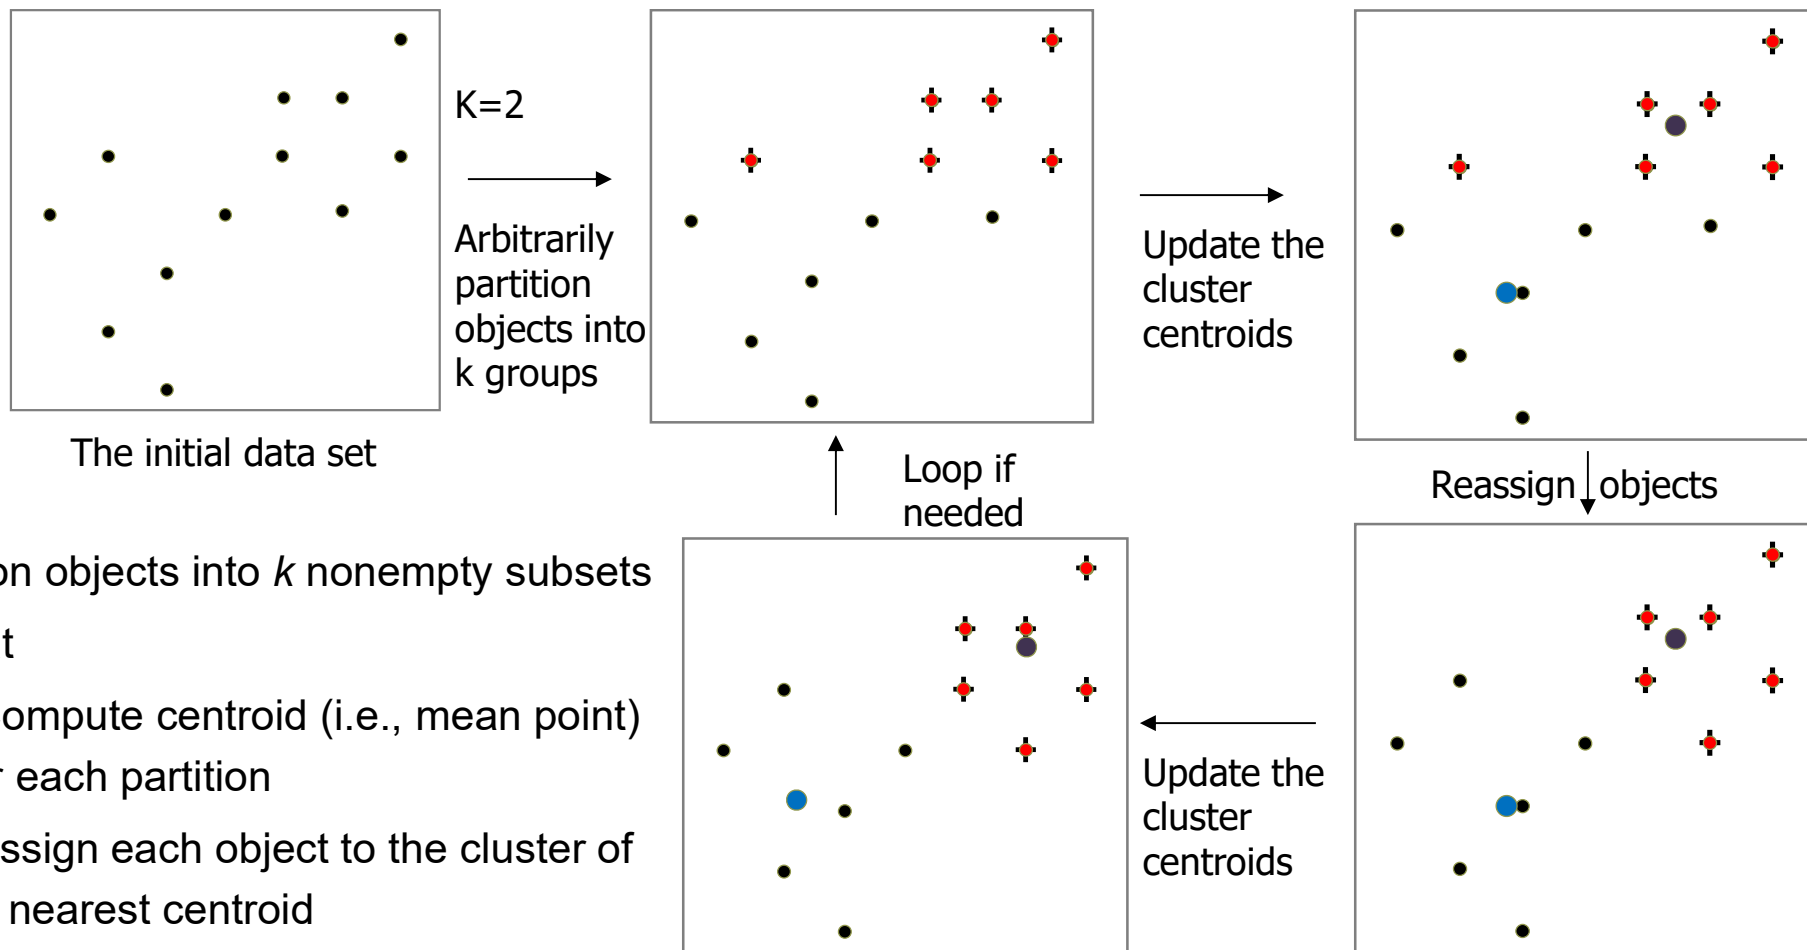 K=2
Arbitrarily
partition
objects into
k groups
Update the
cluster
centroids
The initial data set
Loop if
needed
Reassign objects
on objects into k nonempty subsets
t
ompute centroid (i.e., mean point)
r each partition
ssign each object to the cluster of
nearest centroid
Update the
cluster
centroids